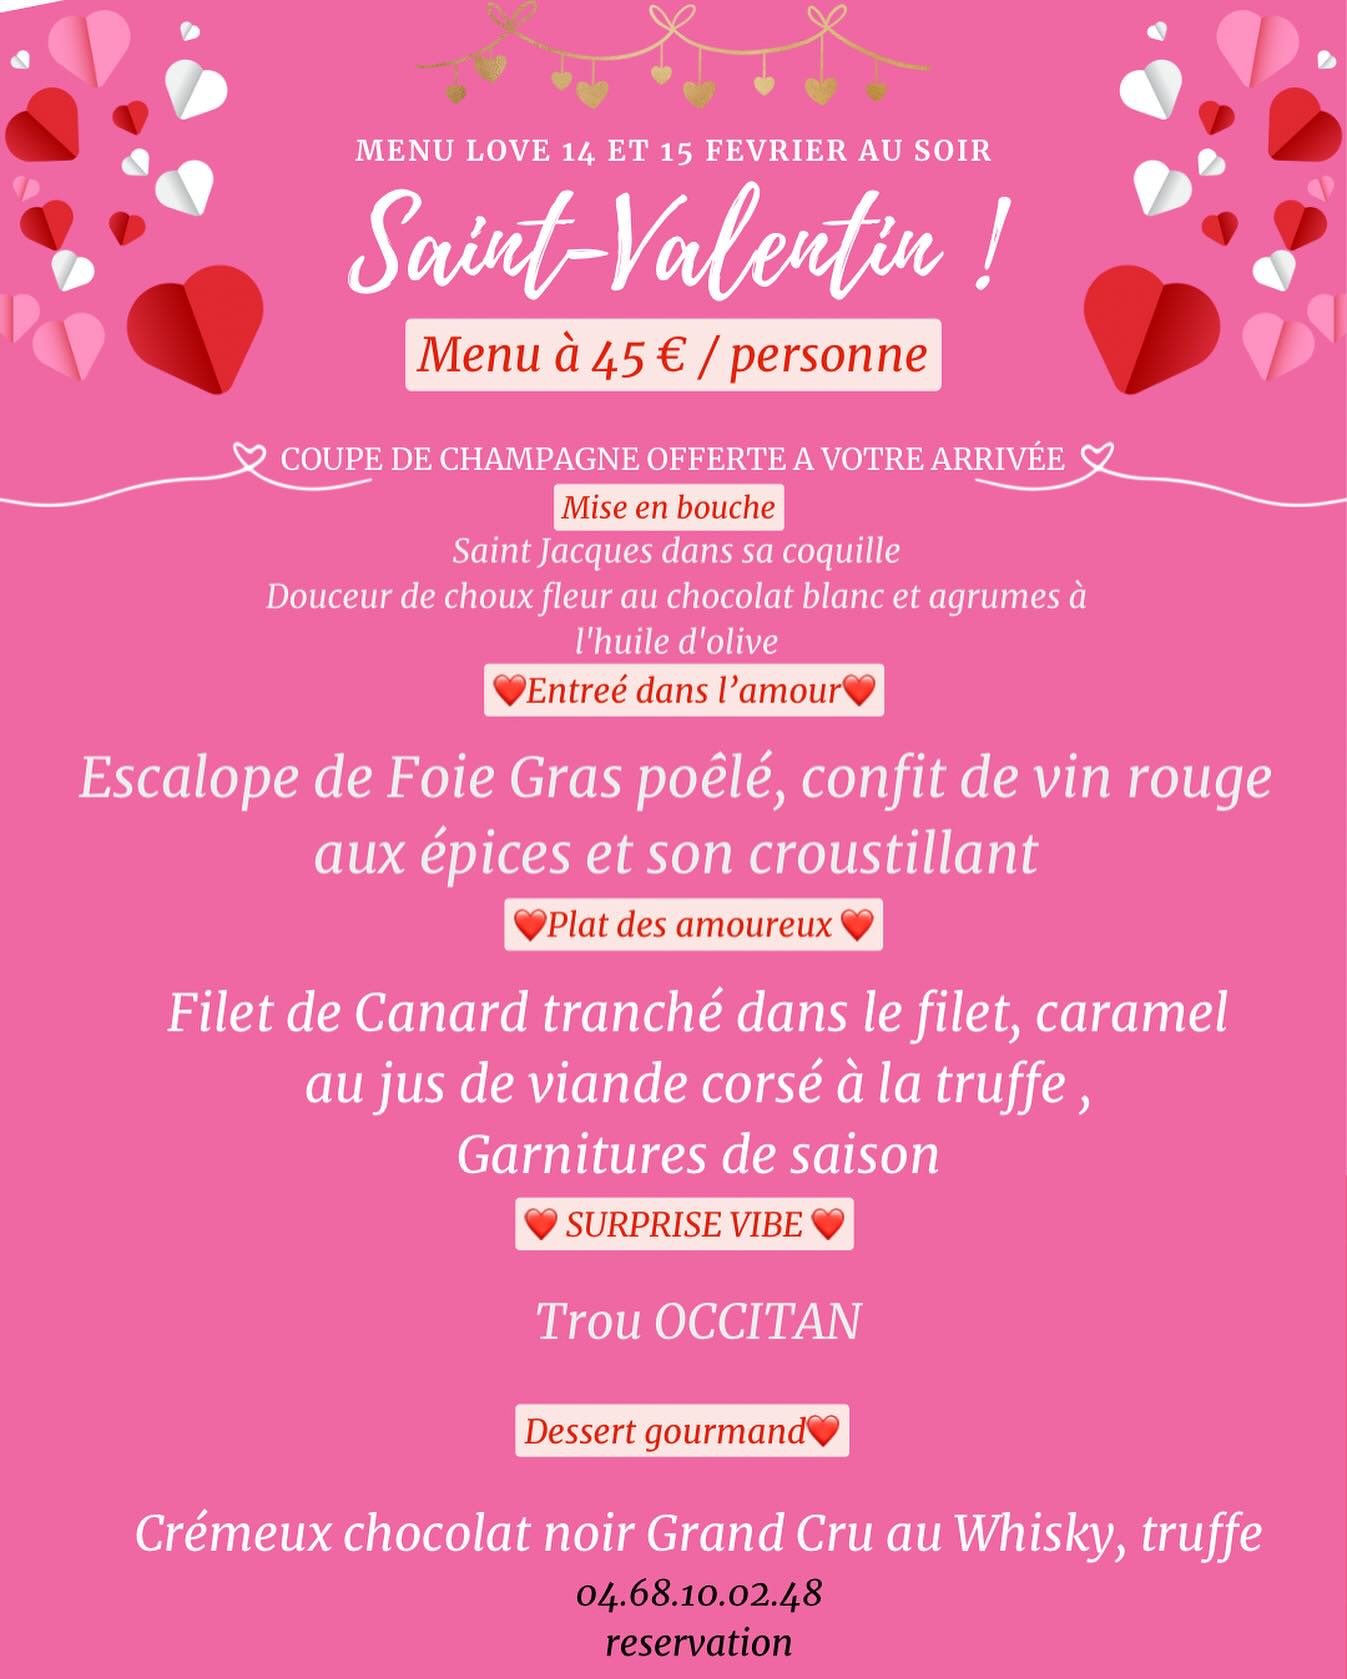 MENU LOVE 14 ET 15 FEVRIER AU SOIR
Saint-Valentin !
Menu à 45 € / personne
COUPE DE CHAMPAGNE OFFERTE A VOTRE ARRIVÉE
Mise en bouche
Saint Jacques dans sa coquille
Douceur de choux fleur au chocolat blanc et agrumes à
l'huile d'olive
❤️Entreé dans l’amour❤️
Escalope de Foie Gras poêlé, confit de vin rouge
aux épices et son croustillant
❤️Plat des amoureux ❤️
Filet de Canard tranché dans le filet, caramel
au jus de viande corsé à la truffe ,
Garnitures de saison
❤️ SURPRISE VIBE ❤️
Trou OCCITAN
Dessert gourmand❤️
Crémeux chocolat noir Grand Cru au Whisky, truffe
04.68.10.02.48
reservation